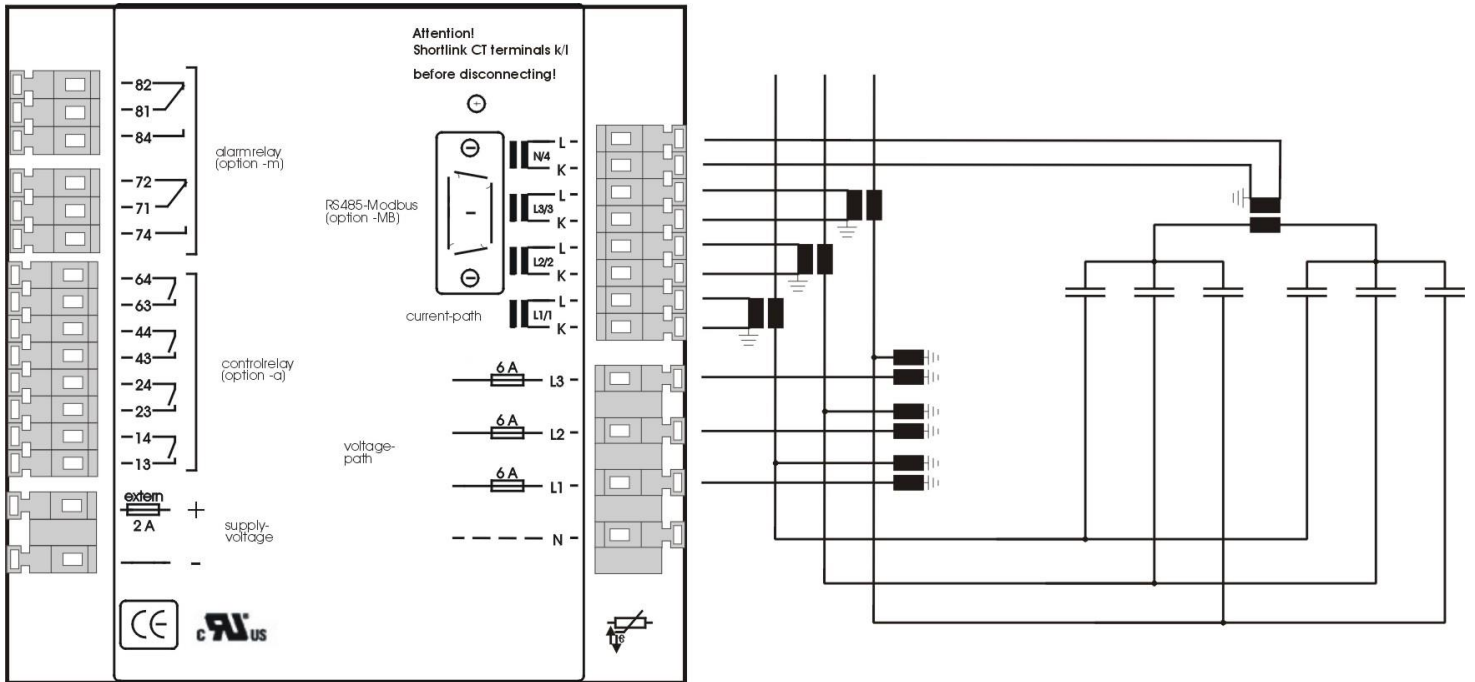 Attention!
Shortlink CT terminals k/l
before disconnecting!
82
81
84
alarmrelay
(option -m)
72
71
74
RS485-Modbus
(option -MB)
L
N/4
K
L
L3/3
K
L
L2/2
K
L
L1/1
K
current-path
64
63
44
43
controlrelay
(option -a)
24
23
14
13
6 A
L3
6 A
L2
voltage-
path
6 A
L1
N
extern
+
2 A
supply-
voltage
-
CE
c RU US